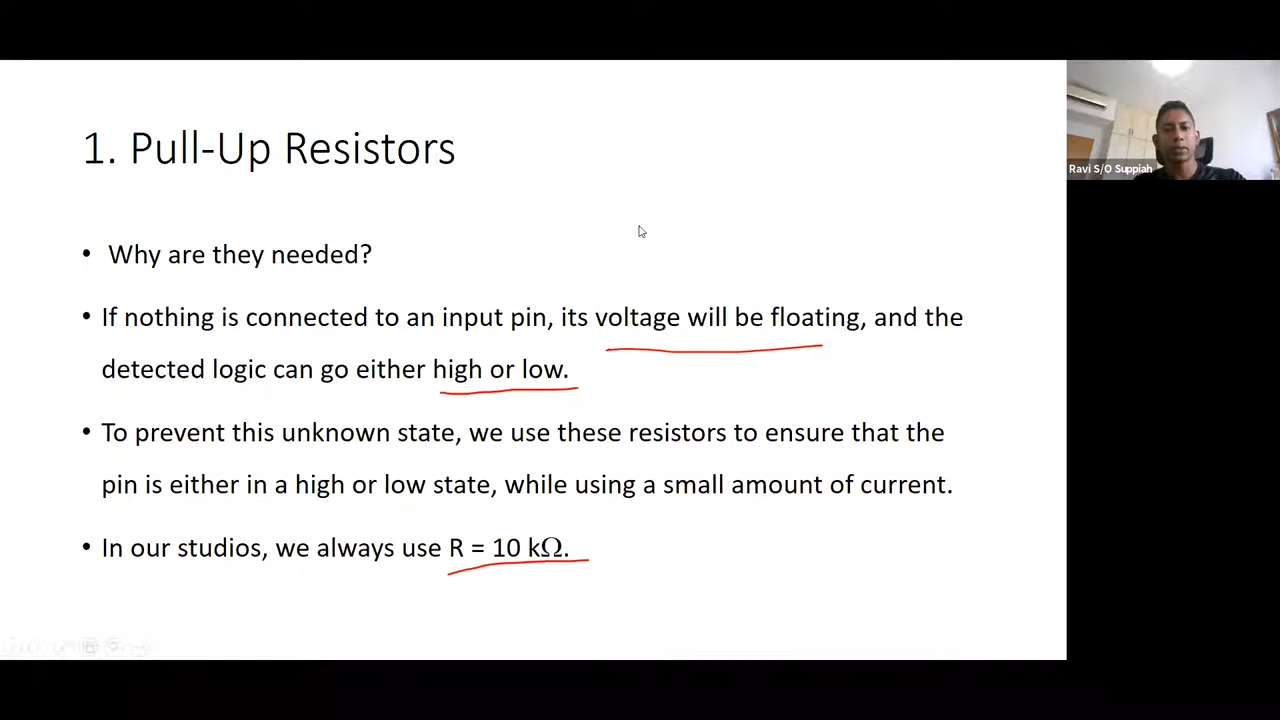 1. Pull-Up Resistors
Ravi S/O Suppiah
• Why are they needed?
• If nothing is connected to an input pin, its voltage will be floating, and the
detected logic can go either high or low.
• To prevent this unknown state, we use these resistors to ensure that the
pin is either in a high or low state, while using a small amount of current.
• In our studios, we always use R = 10 kΩ.